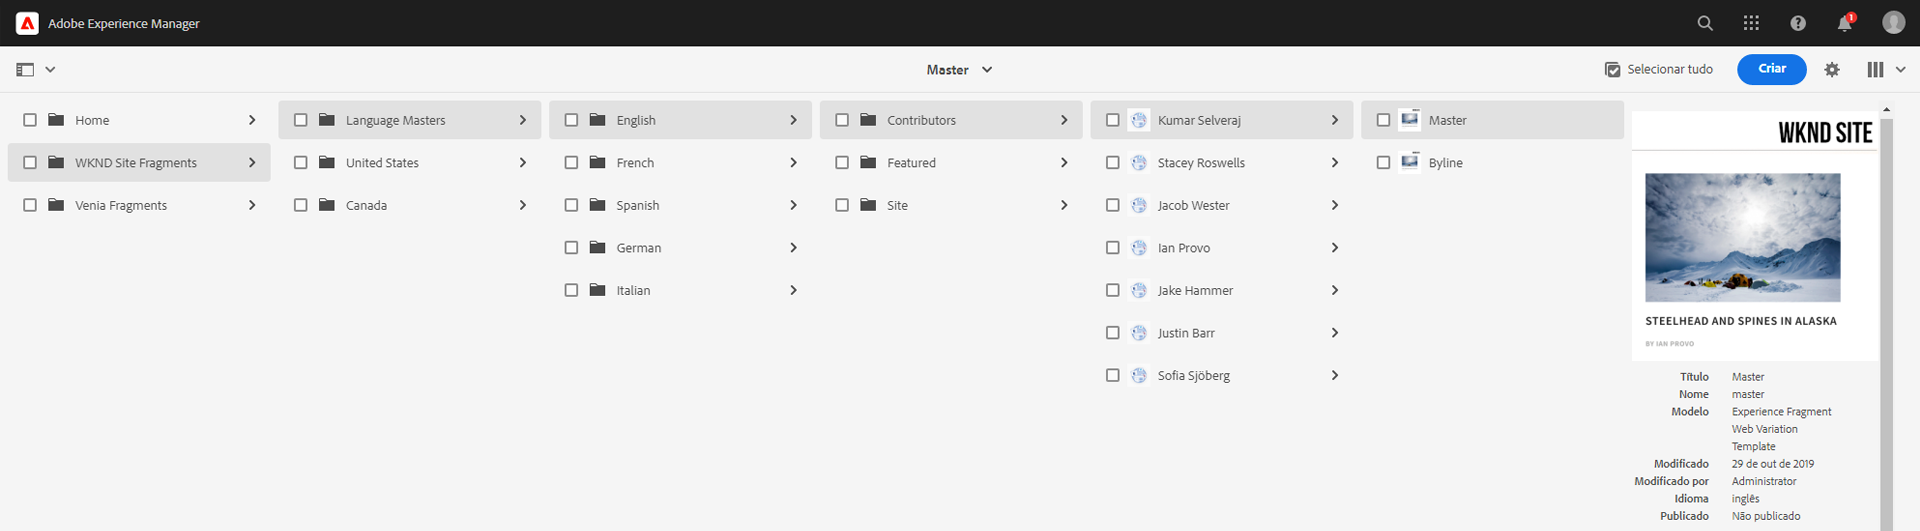 Adobe Experience Manager
1
Master
Selecionar tudo
Criar
Home
WKND Site Fragments
Venia Fragments
Language Masters
United States
Canada
English
French
Spanish
German
Italian
Contributors
Featured
Site
Kumar Selveraj
Stacey Roswells
Jacob Wester
Ian Provo
Jake Hammer
Justin Barr
Sofia Sjöberg
Master
Byline
WKND SITE
STEELHEAD AND SPINES IN ALASKA
BY IAN PROVO
Título Master
Nome master
Modelo Experience Fragment
Web Variation
Template
Modificado 29 de out de 2019
Modificado por Administrator
Idioma inglês
Publicado Não publicado